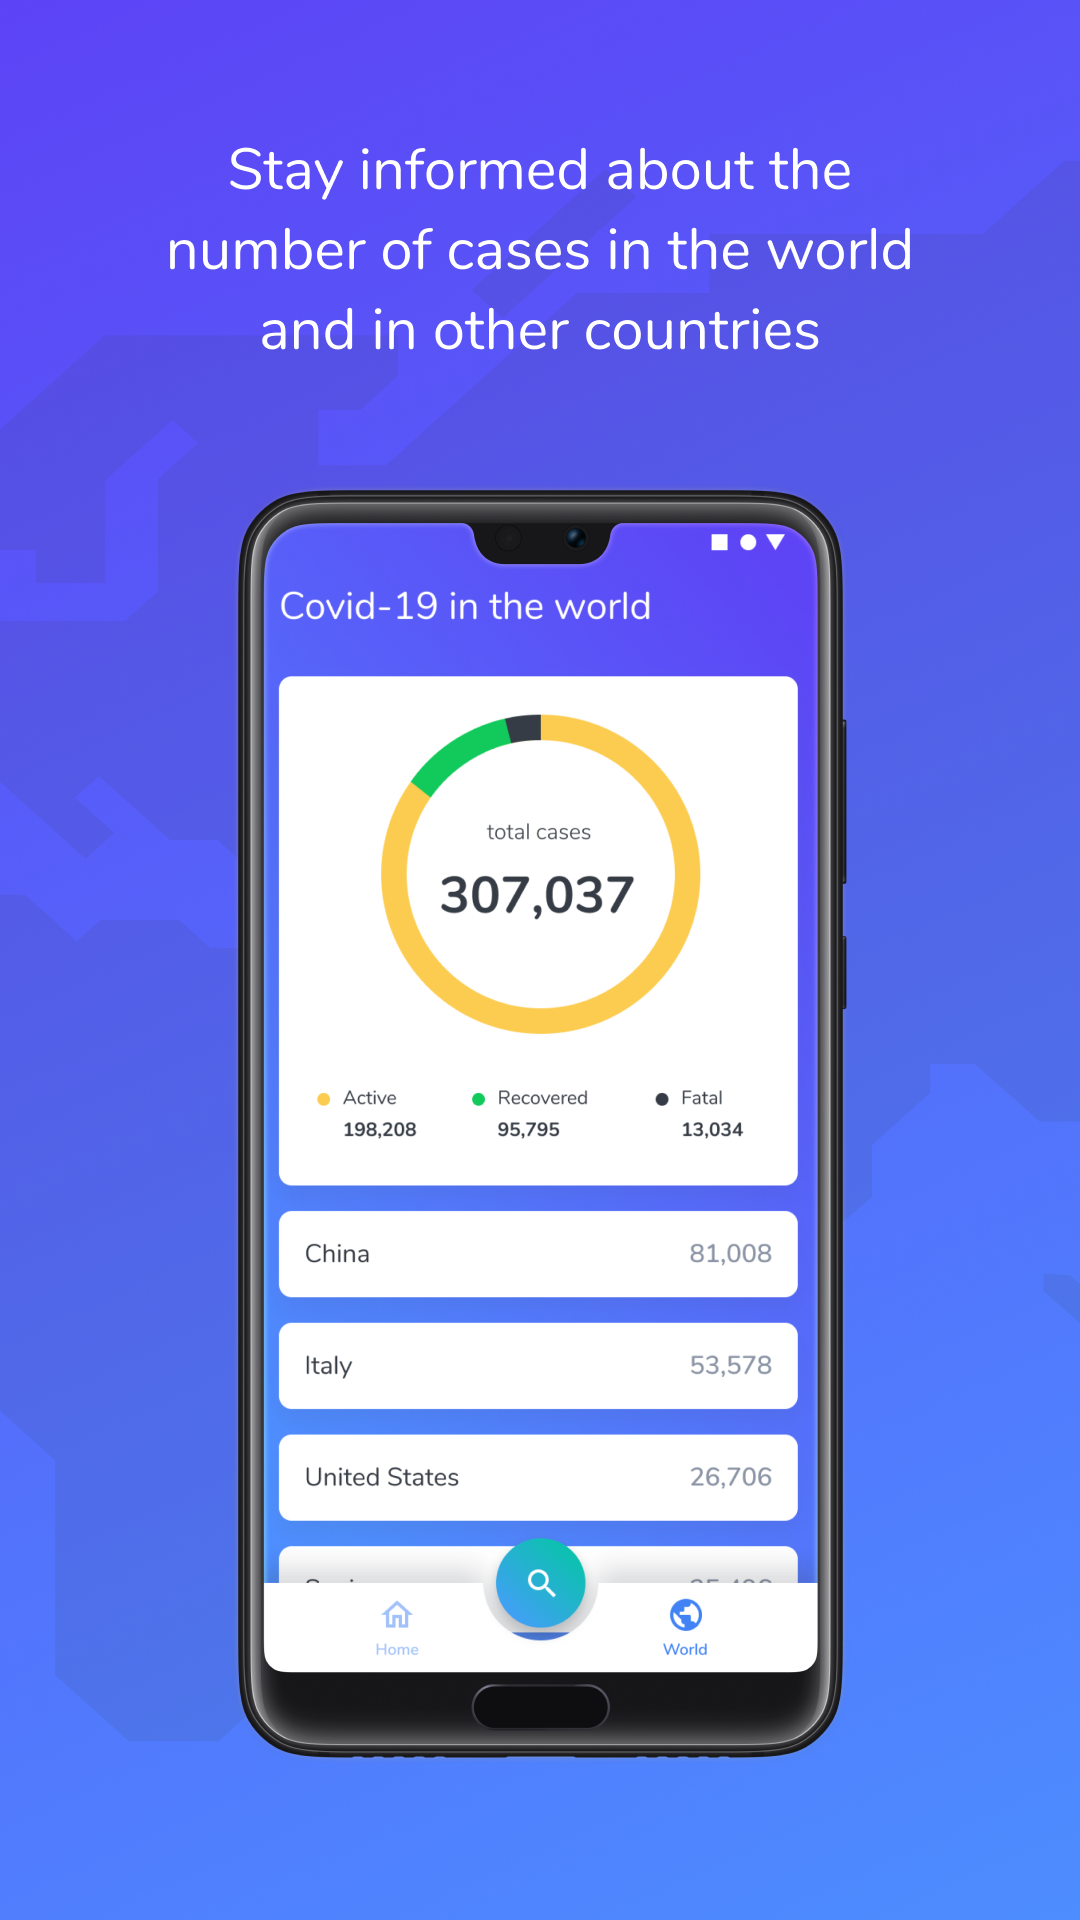 Stay informed about the
number of cases in the world
and in other countries
Covid-19 in the world
total cases
307,037
Active
198,208
Recovered
95,795
Fatal
13,034
China
81,008
Italy
53,578
United States
26,706
Home
World